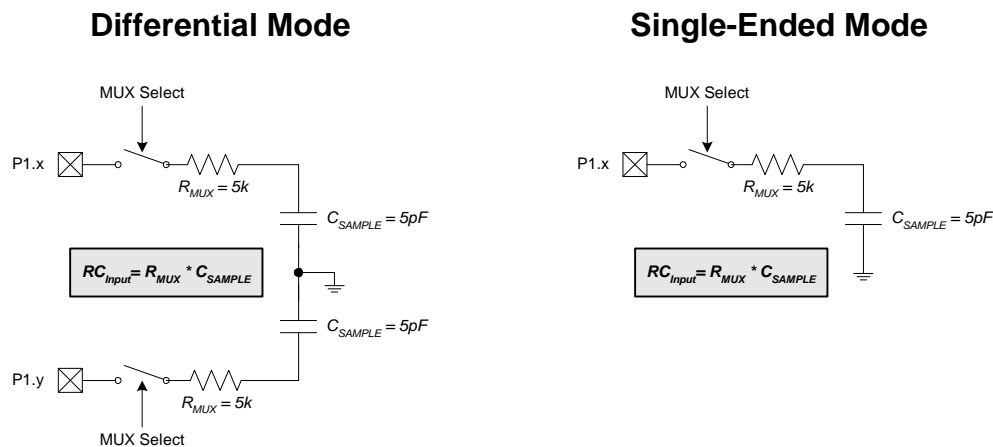 Differential Mode
MUX Select
P1.x
R_MUX = 5k
C_SAMPLE = 5pF
RC_Input= R_MUX * C_SAMPLE
C_SAMPLE = 5pF
P1.y
R_MUX = 5k
MUX Select
Single-Ended Mode
MUX Select
P1.x
R_MUX = 5k
C_SAMPLE = 5pF
RC_Input= R_MUX * C_SAMPLE